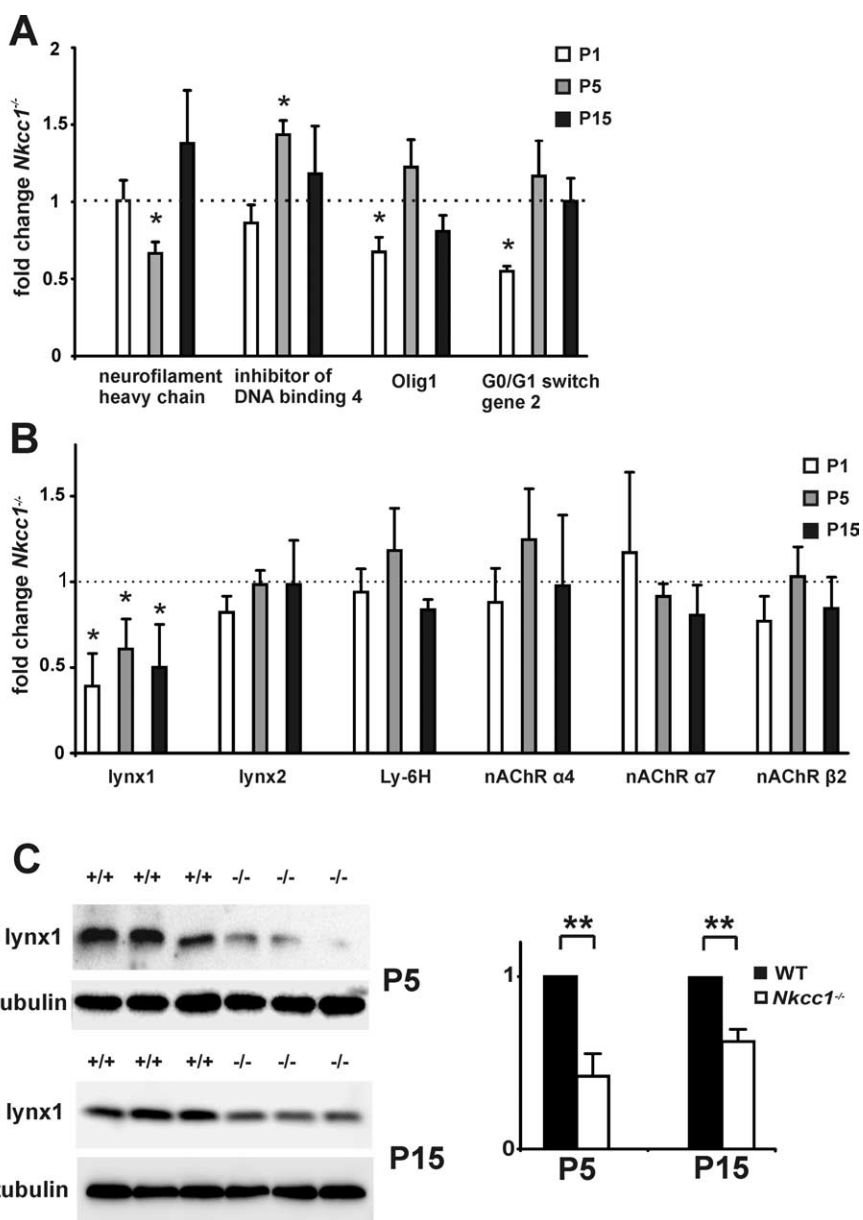 A
fold change Nkcc1-/-
2
1.5
1
0.5
0
P1
P5
P15
*
*
*
*
neurofilament heavy chain
inhibitor of DNA binding 4
Olig1
G0/G1 switch gene 2
B
fold change Nkcc1-/-
1.5
1
0.5
0
P1
P5
P15
* * *
lynx1 lynx2 Ly-6H nAChR α4 nAChR α7 nAChR β2
C
+/+ +/+ +/+ -/- -/- -/-
lynx1
tubulin
P5
+/+ +/+ +/+ -/- -/- -/-
lynx1
tubulin
P15
** **
1
0
WT
Nkcc1-/-
P5 P15